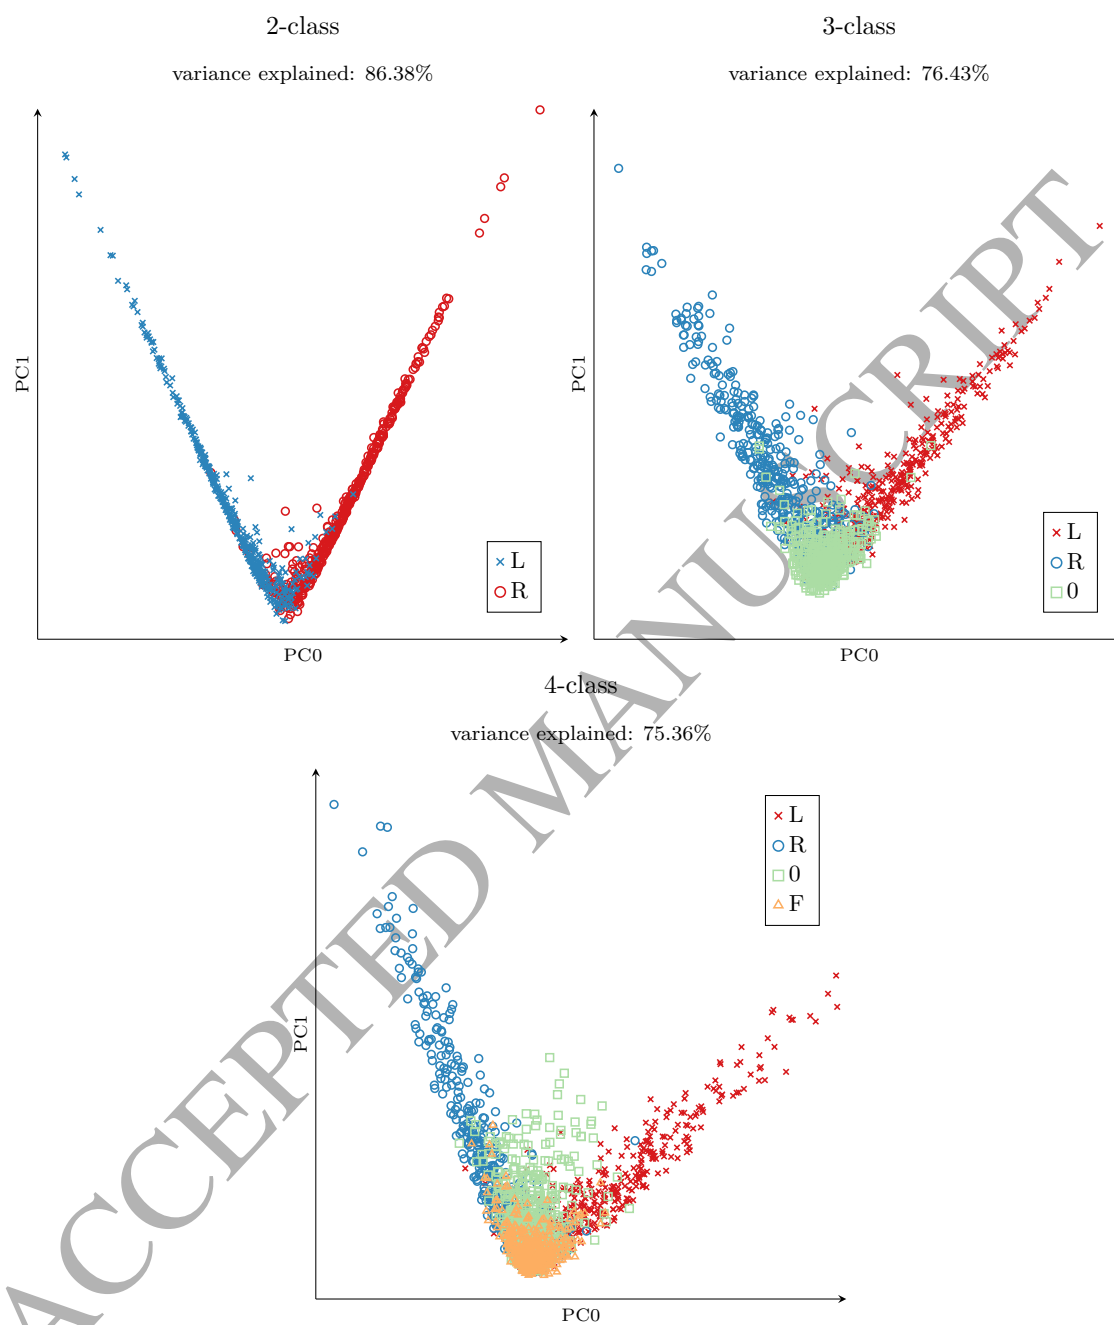 2-class
variance explained: 86.38%
PC1
L
R
PC0
3-class
variance explained: 76.43%
PC1
L
R
0
PC0
4-class
variance explained: 75.36%
PC1
L
R
0
F
PC0
ACCEPTED MANUSCRIPT